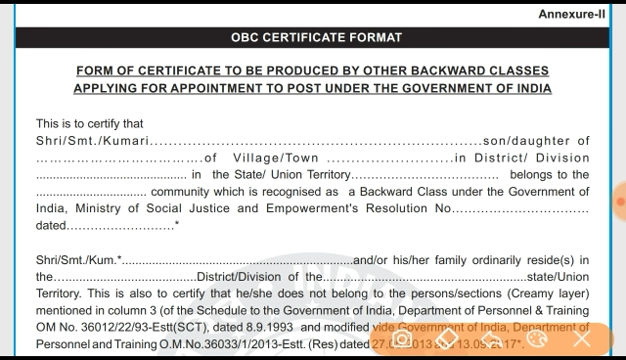 Annexure-II
OBC CERTIFICATE FORMAT
FORM OF CERTIFICATE TO BE PRODUCED BY OTHER BACKWARD CLASSES
APPLYING FOR APPOINTMENT TO POST UNDER THE GOVERNMENT OF INDIA
This is to certify that
Shri/Smt./Kumari..............................................................................son/daughter of
....................................of Village/Town ...........................in District/ Division
............................................. in the State/ Union Territory................................ belongs to the
................................. community which is recognised as a Backward Class under the Government of
India, Ministry of Social Justice and Empowerment's Resolution No..............................
dated........................*
Shri/Smt./Kum.*.....................................................................and/or his/her family ordinarily reside(s) in
the..........................................District/Division of the.............................................................state/Union
Territory. This is also to certify that he/she does not belong to the persons/sections (Creamy layer)
mentioned in column 3 (of the Schedule to the Government of India, Department of Personnel & Training
OM No. 36012/22/93-Estt(SCT), dated 8.9.1993 and modified vide Government of India, Department of
Personnel and Training O.M.No.36033/1/2013-Estt. (Res) dated 13.09.2017*.